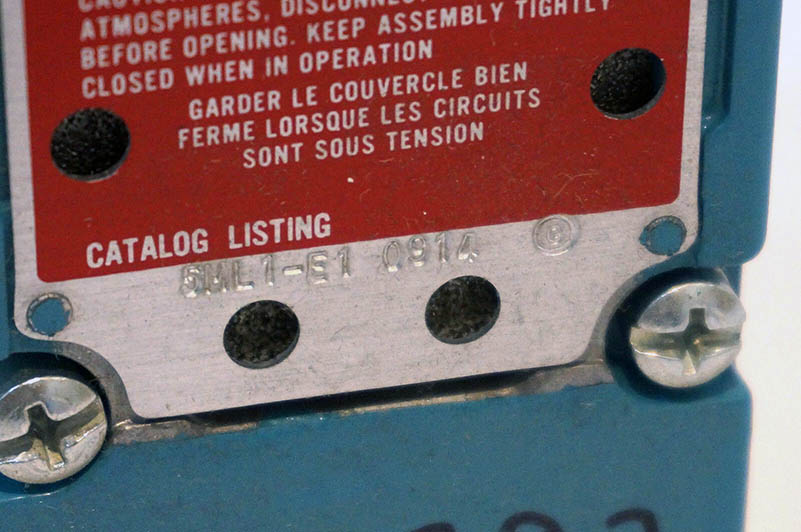 ATMOSPHERES, DISCONNECT
BEFORE OPENING. KEEP ASSEMBLY TIGHTLY
CLOSED WHEN IN OPERATION
GARDER LE COUVERCLE BIEN
FERME LORSQUE LES CIRCUITS
SONT SOUS TENSION
CATALOG LISTING
5ML1-E1 0914